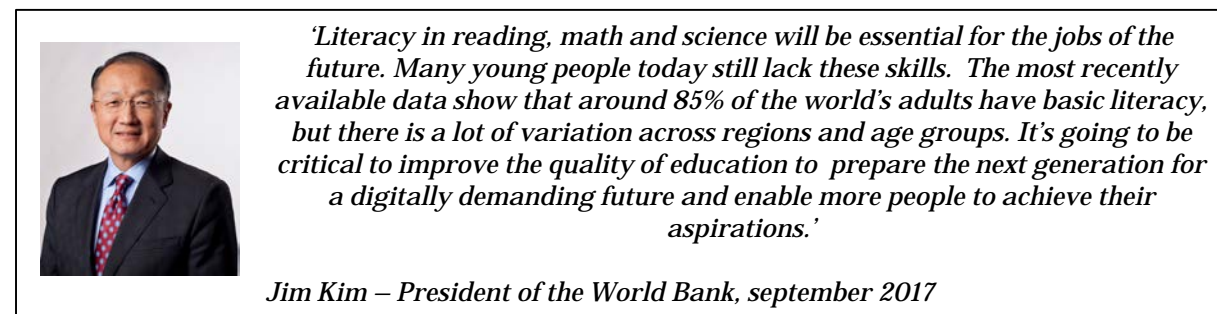 ‘Literacy in reading, math and science will be essential for the jobs of the
future. Many young people today still lack these skills.  The most recently
available data show that around 85% of the world’s adults have basic literacy,
but there is a lot of variation across regions and age groups. It’s going to be
critical to improve the quality of education to  prepare the next generation for
a digitally demanding future and enable more people to achieve their
aspirations.’
Jim Kim – President of the World Bank, september 2017